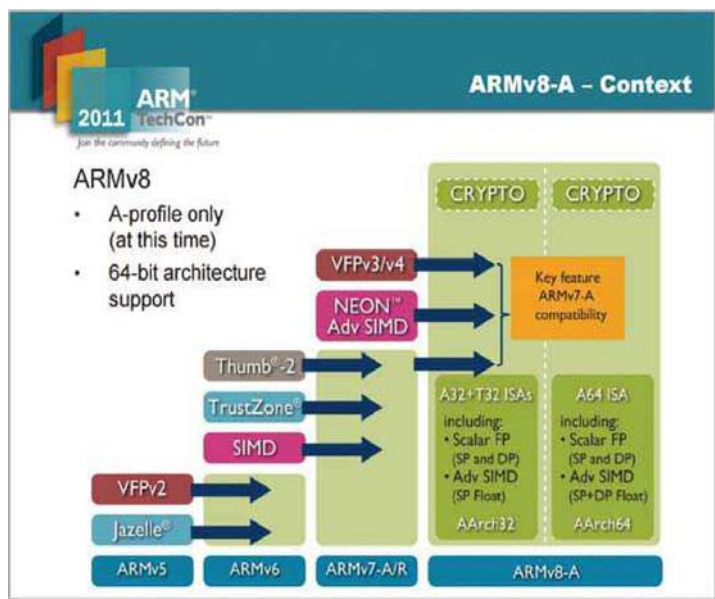 ARMv8-A – Context
2011 ARM®
TechCon™
Join the community defining the future
ARMv8
• A-profile only
(at this time)
• 64-bit architecture
support
CRYPTO
CRYPTO
VFPv3/v4
NEON™
Adv SIMD
Key feature
ARMv7-A
compatibility
Thumb®-2
TrustZone®
SIMD
VFPv2
Jazelle®
A32+T32 ISAs
including:
• Scalar FP
(SP and DP)
• Adv SIMD
(SP Float)
AArch32
A64 ISA
including:
• Scalar FP
(SP and DP)
• Adv SIMD
(SP+DP Float)
AArch64
ARMv5
ARMv6
ARMv7-A/R
ARMv8-A